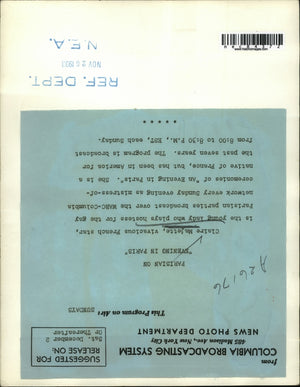 from
COLUMBIA BROADCASTING SYSTEM
NEWS PHOTO DEPARTMENT
485 Madison Ave., New York City
SUGGESTED FOR
RELEASE ON:
Sat. December 2
Or Thereafter
This Program on Air:
SUNDAYS
A26176
PARISIAN ON
"EVENING IN PARIS"
Claire Majette, vivacious French star,
is the young lady who plays hostess for the gay
Parisian parties broadcast over the WABC-Columbia
network every Sunday evening as mistress-of-
ceremonies of "An Evening in Paris". She is a
native of France, but has been in America for
the past seven years. The program is broadcast
from 8:00 to 8:30 P.M., EST, each Sunday.
*****
REF. DEPT.
NOV 25 1933
N.E.A.